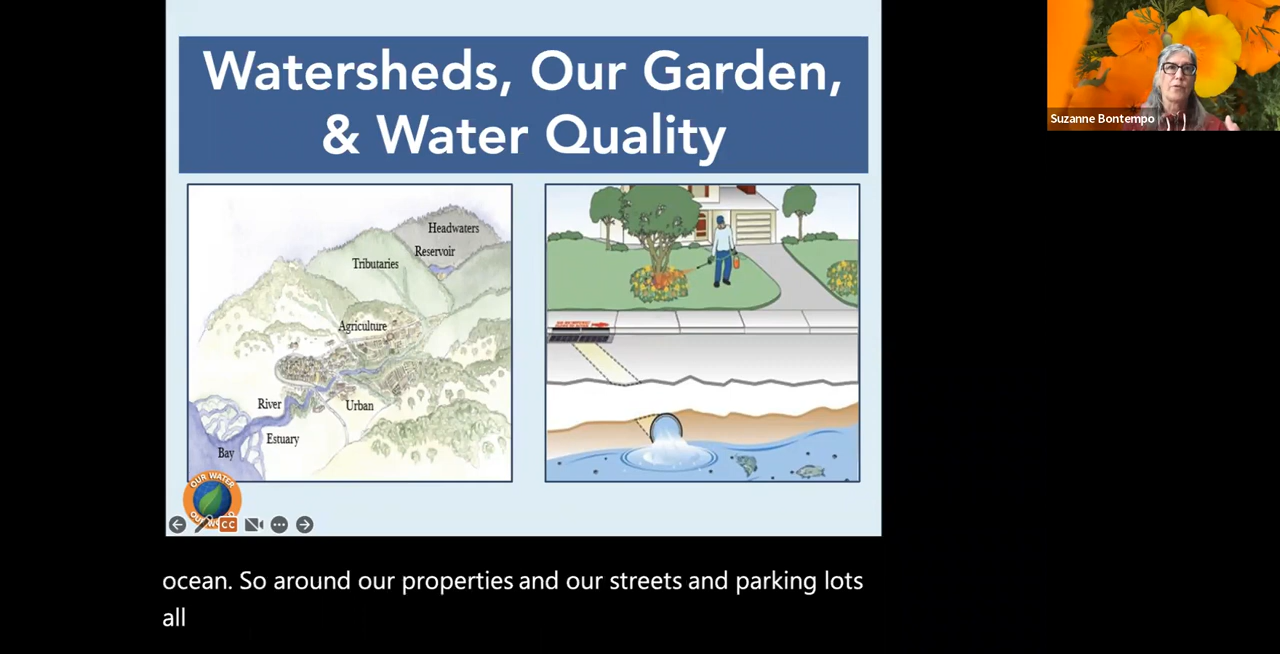 Watersheds, Our Garden,
& Water Quality
Suzanne Bontempo
Headwaters
Reservoir
Tributaries
Agriculture
River
Urban
Estuary
Bay
OUR WATER
CC
ocean. So around our properties and our streets and parking lots
all